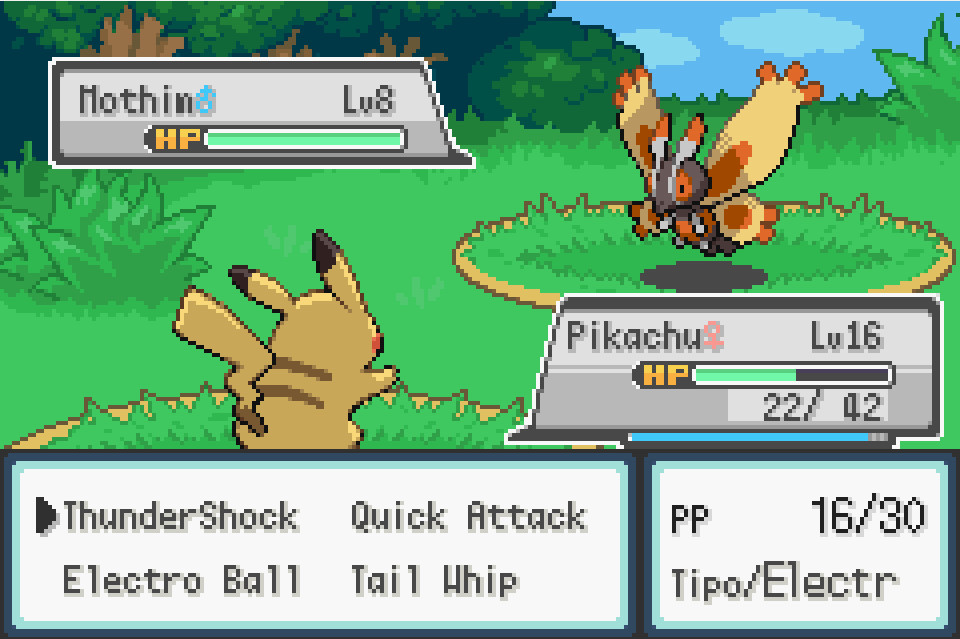 Mothim♂ Lv8
HP
Pikachu♀ Lv16
HP
22/ 42
ThunderShock Quick Attack
Electro Ball Tail Whip
PP 16/30
Tipo/Electr